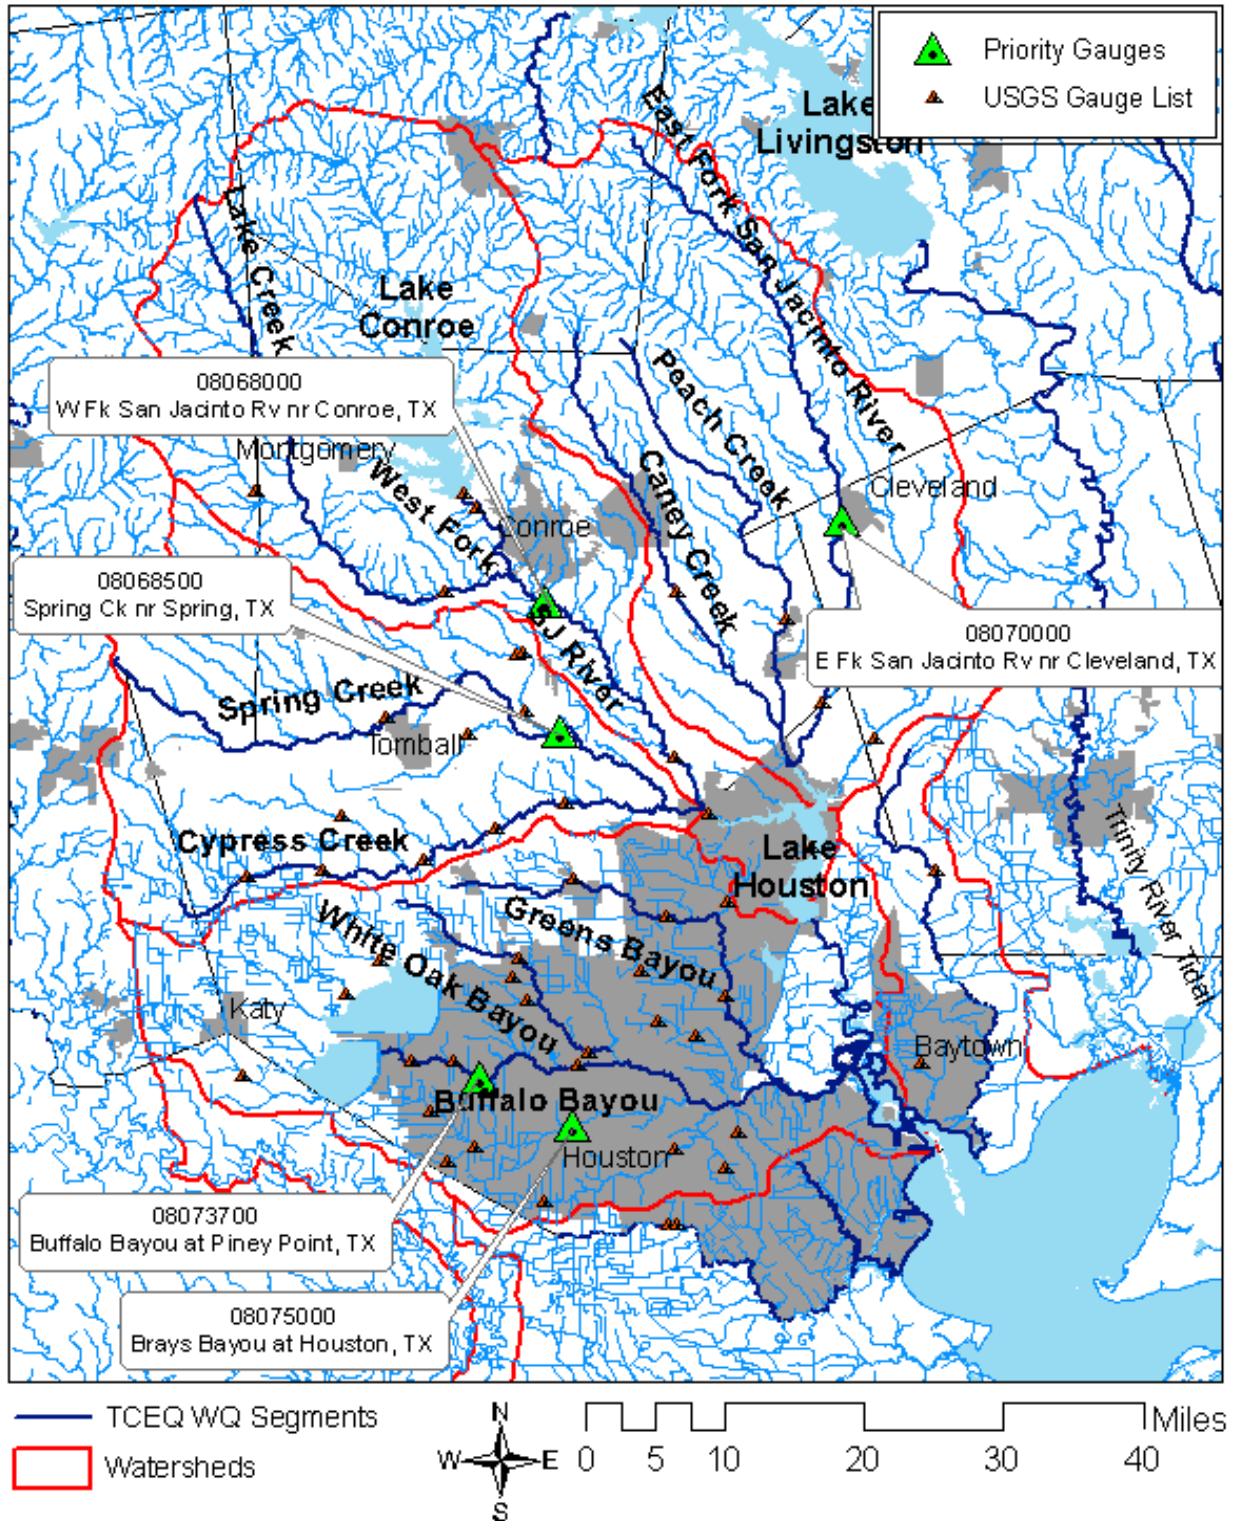 Priority Gauges
USGS Gauge List
Lake
Livingston
East Fork San Jacinto River
Lake Creek
Lake
Conroe
08068000
W Fk San Jacinto Rv nr Conroe, TX
Peach Creek
Montgomery
West Fork
SJ River
Caney Creek
Cleveland
Conroe
08068500
Spring Ck nr Spring, TX
08070000
E Fk San Jacinto Rv nr Cleveland, TX
Spring Creek
Tomball
Cypress Creek
Lake
Houston
Trinity River Tidal
Greens Bayou
White Oak Bayou
Katy
Baytown
Buffalo Bayou
Houston
08073700
Buffalo Bayou at Piney Point, TX
08075000
Brays Bayou at Houston, TX
TCEQ WQ Segments
Watersheds
N
W E
S
Miles
0 5 10 20 30 40